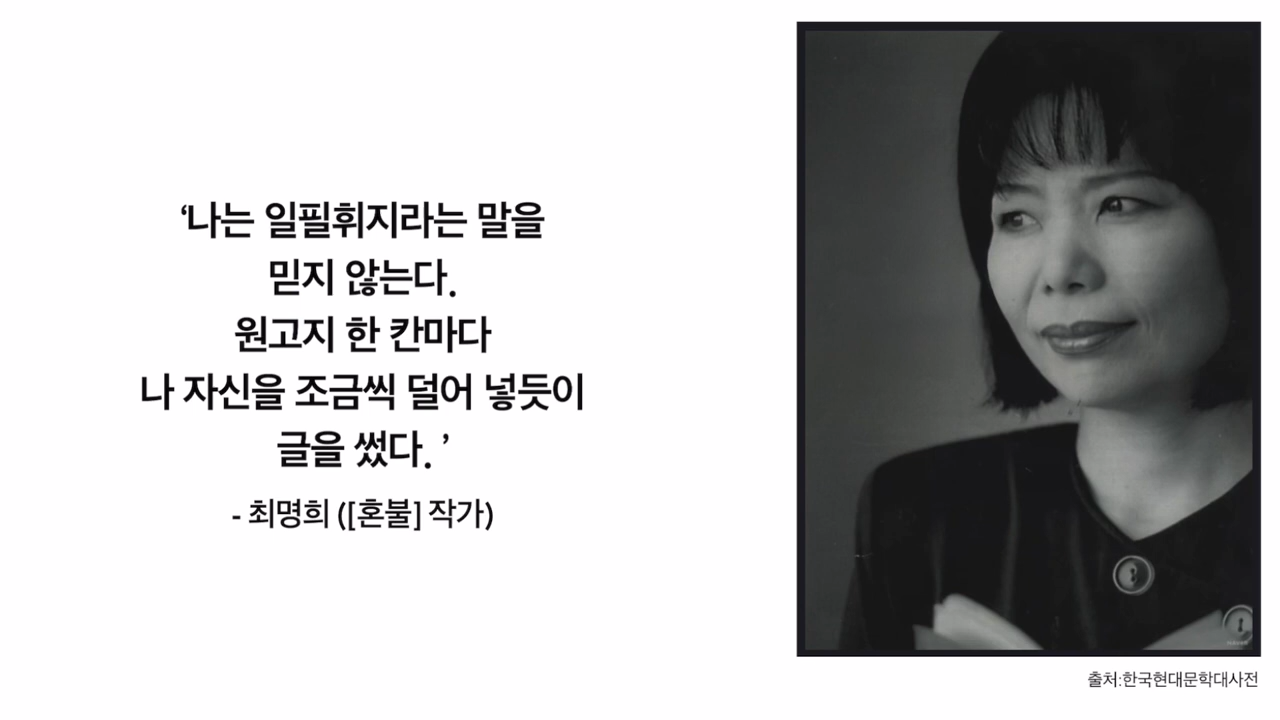 ‘나는 일필휘지라는 말을
믿지 않는다.
원고지 한 칸마다
나 자신을 조금씩 덜어 넣듯이
글을 썼다. ’
- 최명희 ([혼불] 작가)
출처:한국현대문학대사전